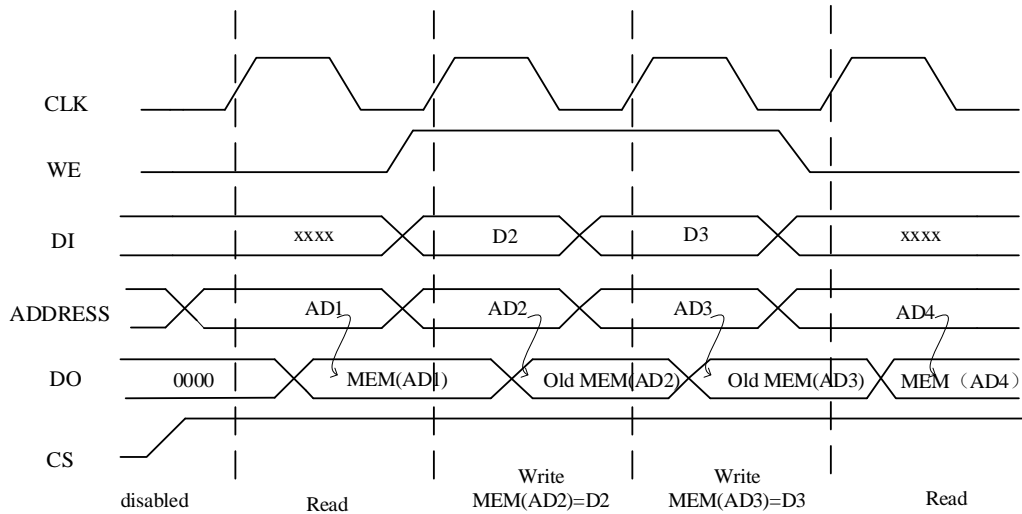 CLK
WE
DI
xxxx
D2
D3
xxxx
ADDRESS
AD1
AD2
AD3
AD4
DO
0000
MEM(AD1)
Old MEM(AD2)
Old MEM(AD3)
MEM（AD4）
CS
disabled
Read
Write
MEM(AD2)=D2
Write
MEM(AD3)=D3
Read